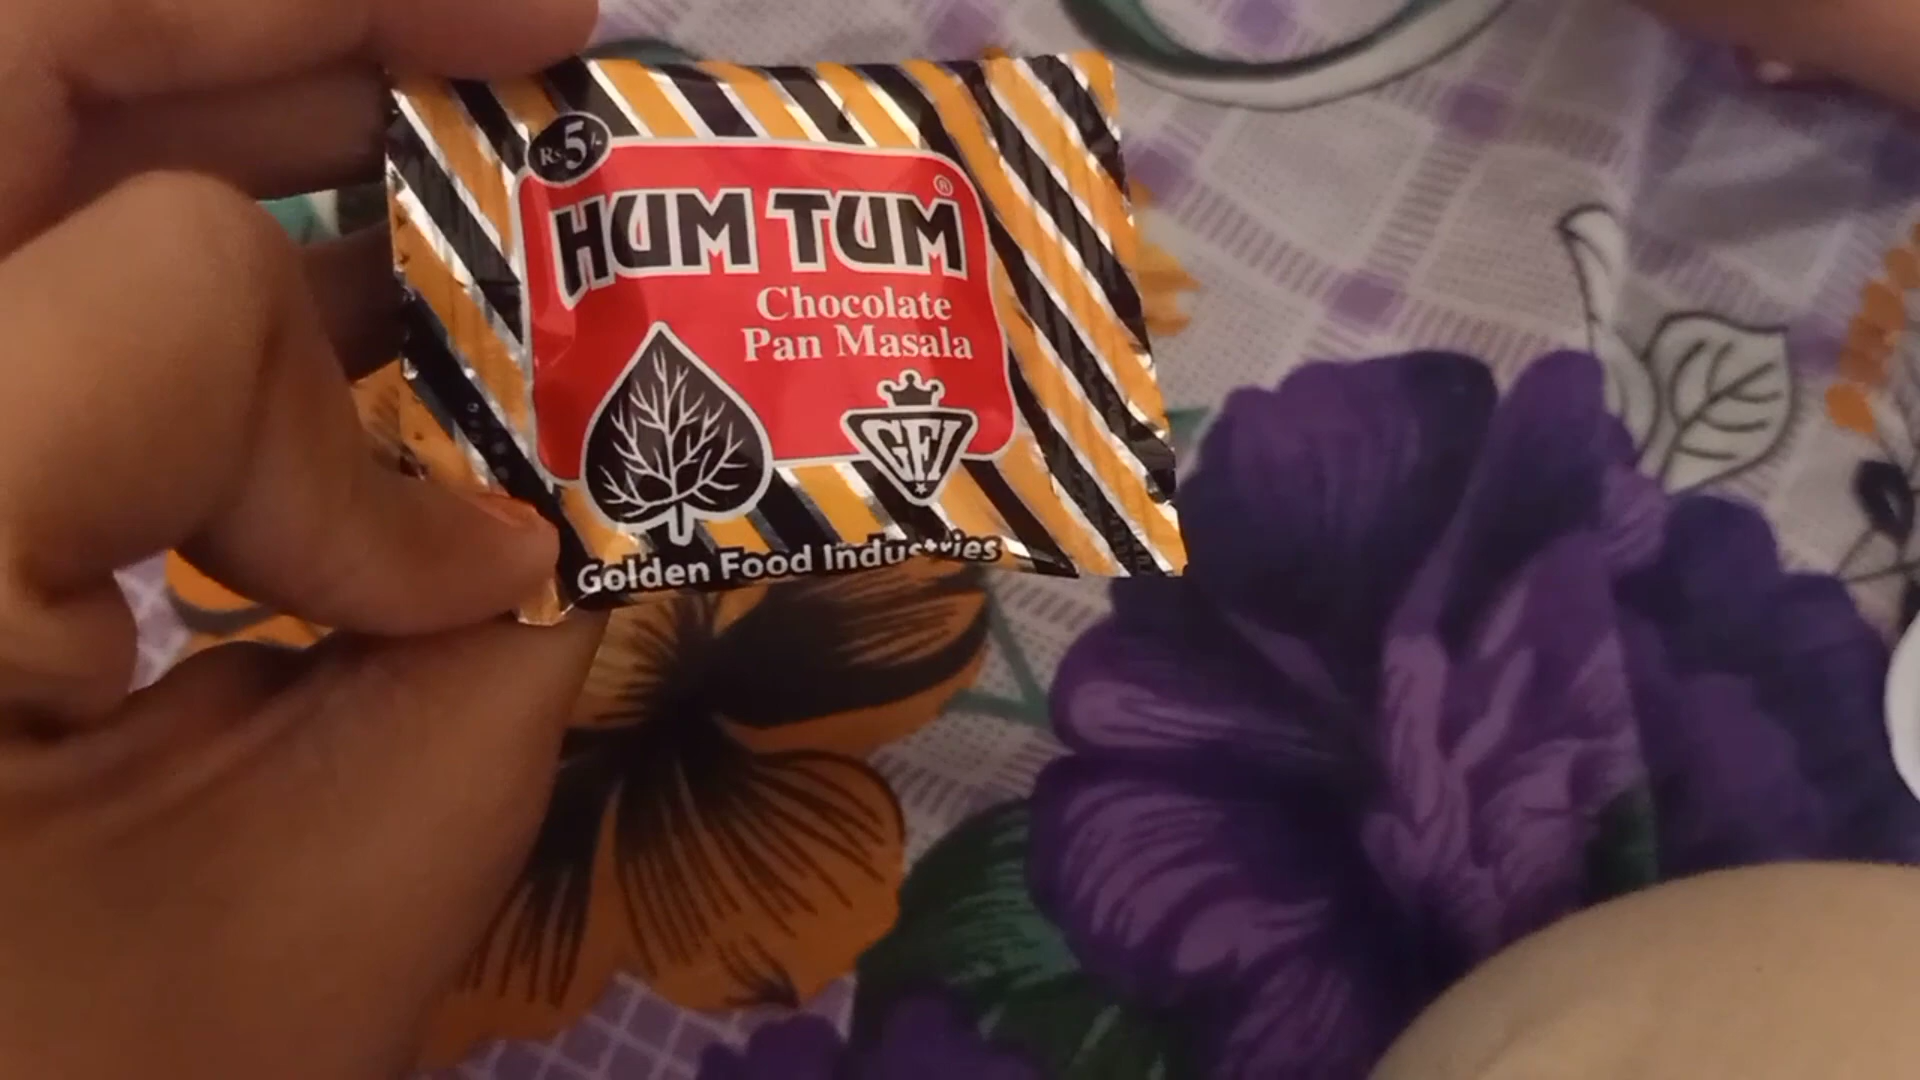 Rs 5/-
HUM TUM ®
Chocolate
Pan Masala
GFI
Golden Food Industries